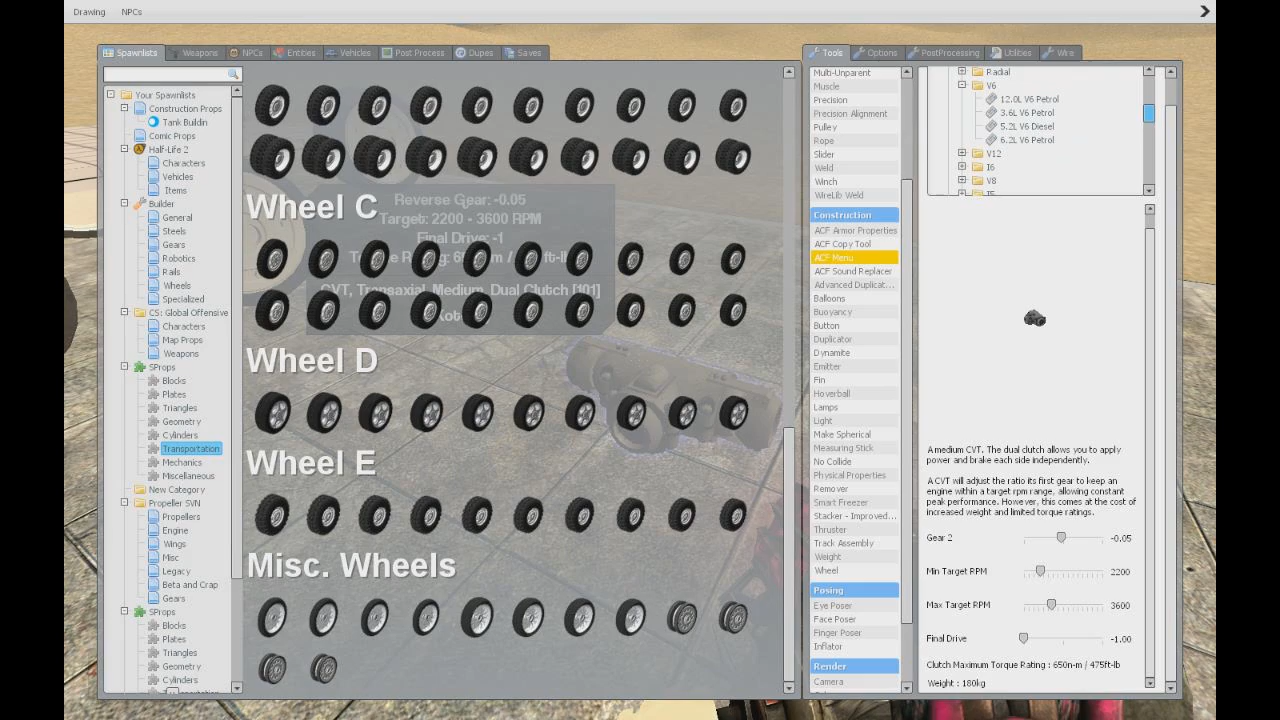 Drawing NPCs
Spawnlists Weapons NPCs Entities Vehicles Post Process Dupes Saves
Your Spawnlists
Construction Props
Tank Buildin
Comic Props
Half-Life 2
Characters
Vehicles
Items
Builder
General
Steels
Gears
Robotics
Rails
Wheels
Specialized
CS: Global Offensive
Characters
Map Props
Weapons
SProps
Blocks
Plates
Triangles
Geometry
Cylinders
Transportation
Mechanics
Miscellaneous
New Category
Propeller SVN
Propellers
Engine
Wings
Misc
Legacy
Beta and Crap
Gears
SProps
Blocks
Plates
Triangles
Geometry
Cylinders
Wheel C
Wheel D
Wheel E
Misc. Wheels
Reverse Gear: -0.05
Target: 2200 - 3600 RPM
Final Drive: -1
CVT, Transaxial, Medium, Dual Clutch [101]
Tools Options PostProcessing Utilities Wire
Multi-Unparent
Muscle
Precision
Precision Alignment
Pulley
Rope
Slider
Weld
Winch
WireLib Weld
Construction
ACF Armor Properties
ACF Copy Tool
ACF Menu
ACF Sound Replacer
Advanced Duplicat...
Balloons
Buoyancy
Button
Duplicator
Dynamite
Emitter
Fin
Hoverball
Lamps
Light
Make Spherical
Measuring Stick
No Collide
Physical Properties
Remover
Smart Freezer
Stacker - Improved...
Thruster
Track Assembly
Weight
Wheel
Posing
Eye Poser
Face Poser
Finger Poser
Inflator
Render
Camera
Radial
V6
12.0L V6 Petrol
3.6L V6 Petrol
5.2L V6 Diesel
6.2L V6 Petrol
V12
I6
V8
I5
A medium CVT. The dual clutch allows you to apply
power and brake each side independently.
A CVT will adjust the ratio its first gear to keep an
engine within a target rpm range, allowing constant
peak performance. However, this comes at the cost of
increased weight and limited torque ratings.
Gear 2 -0.05
Min Target RPM 2200
Max Target RPM 3600
Final Drive -1.00
Clutch Maximum Torque Rating : 650n-m / 475ft-lb
Weight : 180kg